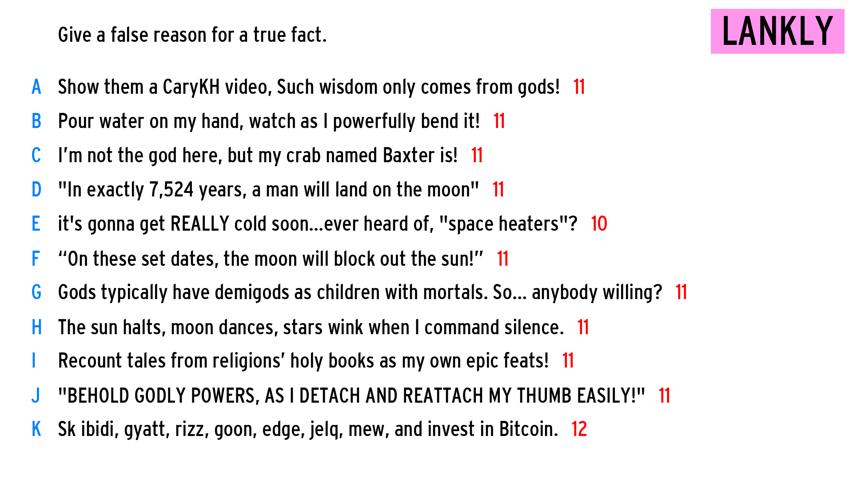 Give a false reason for a true fact.
LANKLY
A Show them a CaryKH video, Such wisdom only comes from gods! 11
B Pour water on my hand, watch as I powerfully bend it! 11
C I'm not the god here, but my crab named Baxter is! 11
D "In exactly 7,524 years, a man will land on the moon" 11
E it's gonna get REALLY cold soon...ever heard of, "space heaters"? 10
F “On these set dates, the moon will block out the sun!” 11
G Gods typically have demigods as children with mortals. So... anybody willing? 11
H The sun halts, moon dances, stars wink when I command silence. 11
I Recount tales from religions’ holy books as my own epic feats! 11
J "BEHOLD GODLY POWERS, AS I DETACH AND REATTACH MY THUMB EASILY!" 11
K Sk ibidi, gyatt, rizz, goon, edge, jelq, mew, and invest in Bitcoin. 12